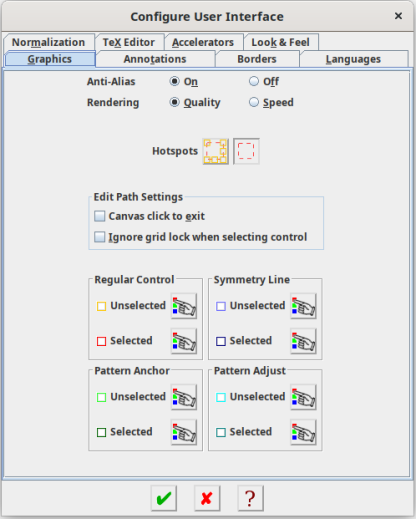 Configure User Interface ×
Normalization TeX Editor Accelerators Look & Feel
Graphics Annotations Borders Languages
Anti-Alias On Off
Rendering Quality Speed
Hotspots
Edit Path Settings
Canvas click to exit
Ignore grid lock when selecting control
Regular Control Symmetry Line
Unselected Unselected
Selected Selected
Pattern Anchor Pattern Adjust
Unselected Unselected
Selected Selected
?